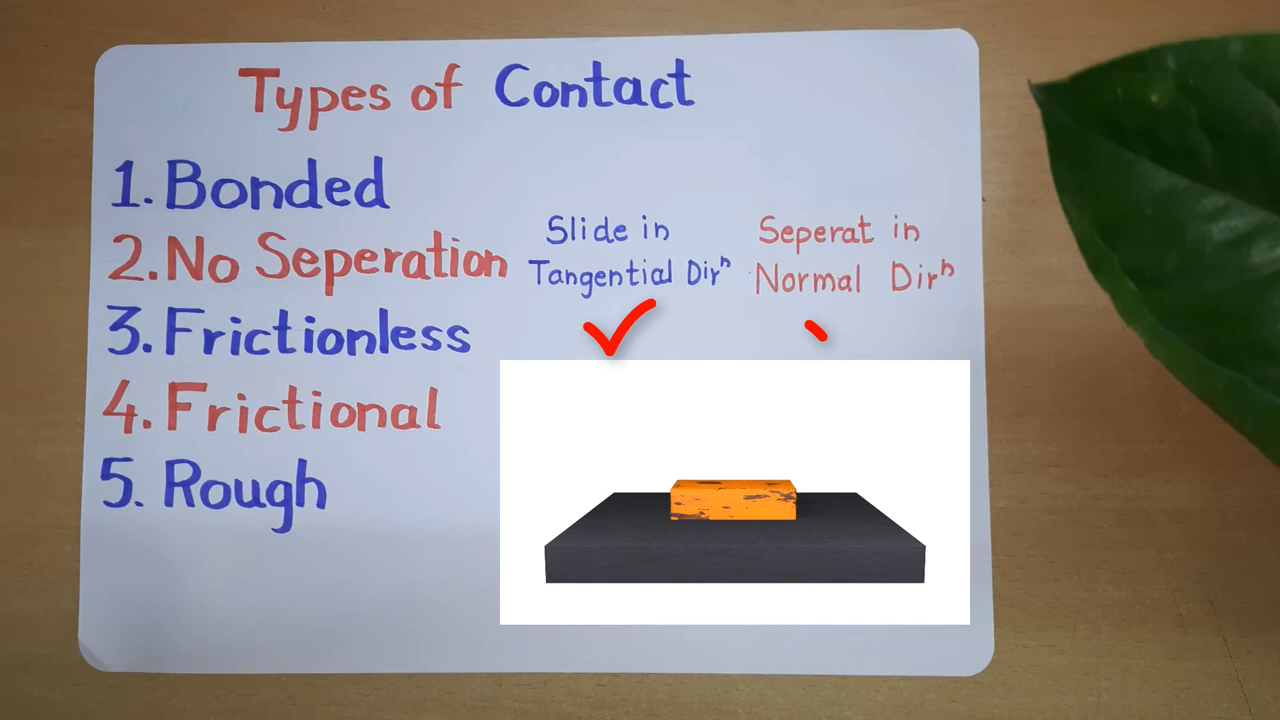 Types of Contact
1. Bonded
2. No Seperation
3. Frictionless
4. Frictional
5. Rough
Slide in
Tangential Dirⁿ
Seperat in
Normal Dirⁿ